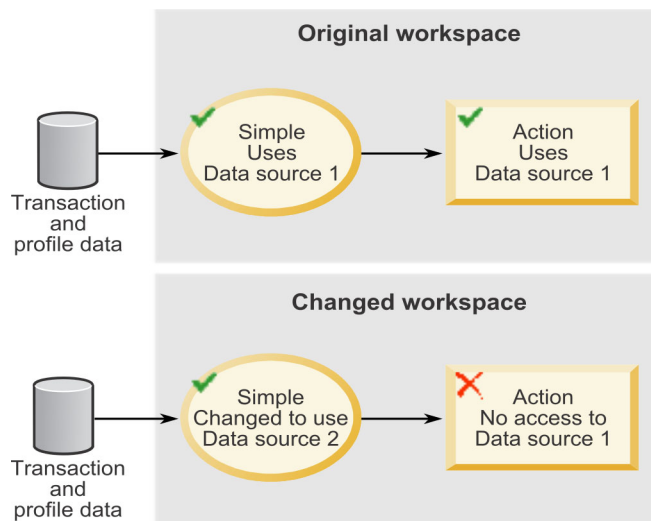 Original workspace
Simple
Uses
Data source 1
Action
Uses
Data source 1
Transaction
and
profile data
Changed workspace
Simple
Changed to use
Data source 2
Action
No access to
Data source 1
Transaction
and
profile data